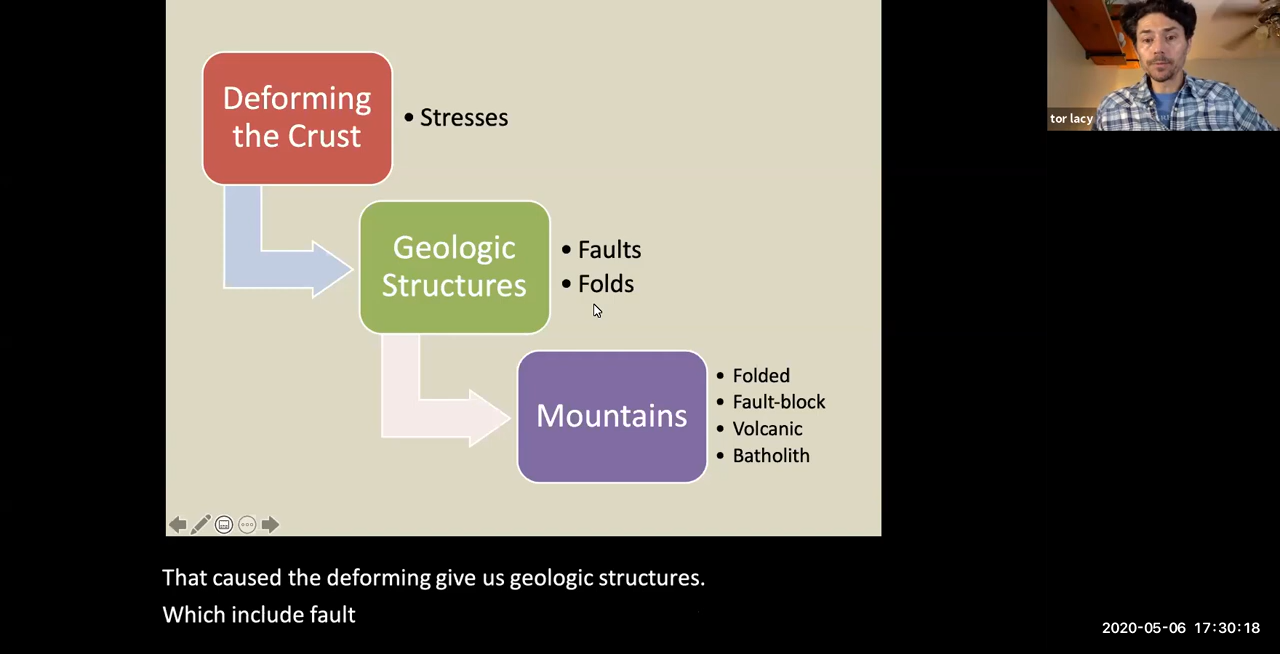 Deforming
the Crust
• Stresses
Geologic
Structures
• Faults
• Folds
Mountains
• Folded
• Fault-block
• Volcanic
• Batholith
tor lacy
That caused the deforming give us geologic structures.
Which include fault
2020-05-06 17:30:18